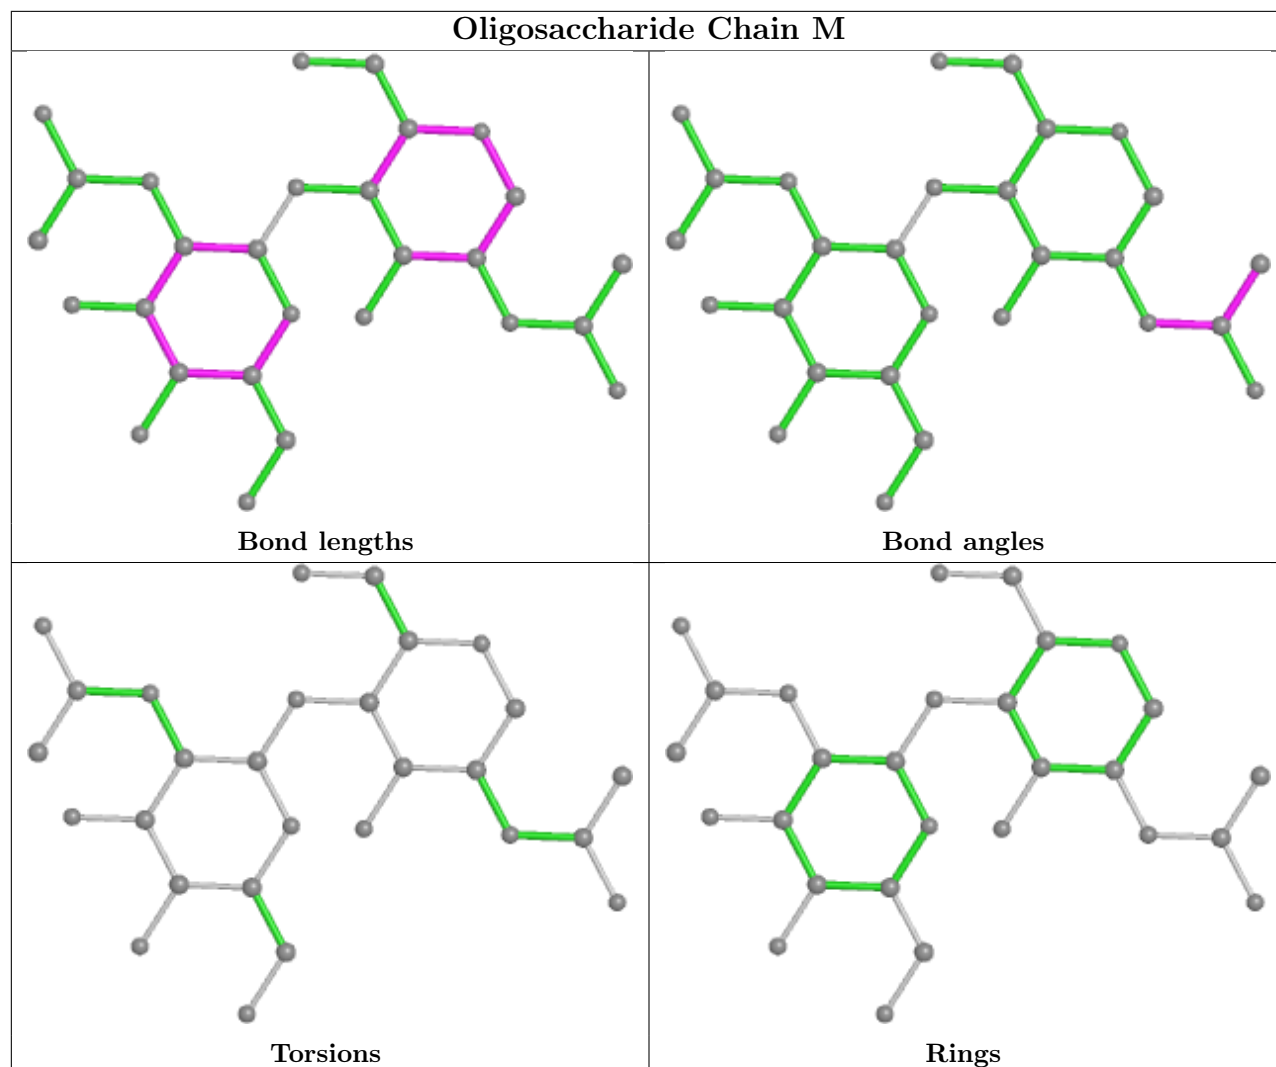 Oligosaccharide Chain M
Bond lengths
Bond angles
Torsions
Rings